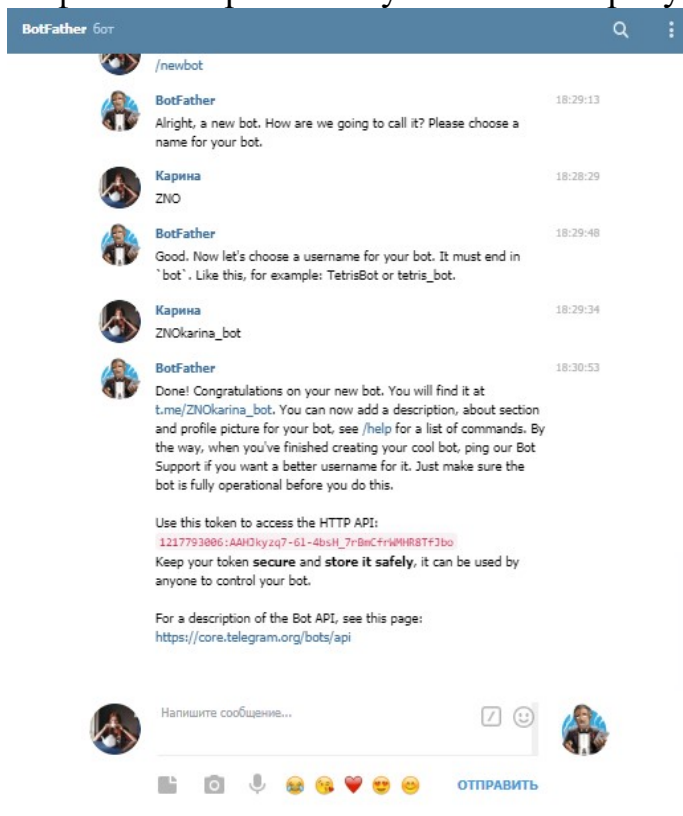 BotFather бот
/newbot
BotFather 18:29:13
Alright, a new bot. How are we going to call it? Please choose a
name for your bot.
Карина 18:28:29
ZNO
BotFather 18:29:48
Good. Now let's choose a username for your bot. It must end in
`bot`. Like this, for example: TetrisBot or tetris_bot.
Карина 18:29:34
ZNOkarina_bot
BotFather 18:30:53
Done! Congratulations on your new bot. You will find it at
t.me/ZNOkarina_bot. You can now add a description, about section
and profile picture for your bot, see /help for a list of commands. By
the way, when you've finished creating your cool bot, ping our Bot
Support if you want a better username for it. Just make sure the
bot is fully operational before you do this.
Use this token to access the HTTP API:
Keep your token secure and store it safely, it can be used by
anyone to control your bot.
For a description of the Bot API, see this page:
https://core.telegram.org/bots/api
Напишите сообщение...
ОТПРАВИТЬ